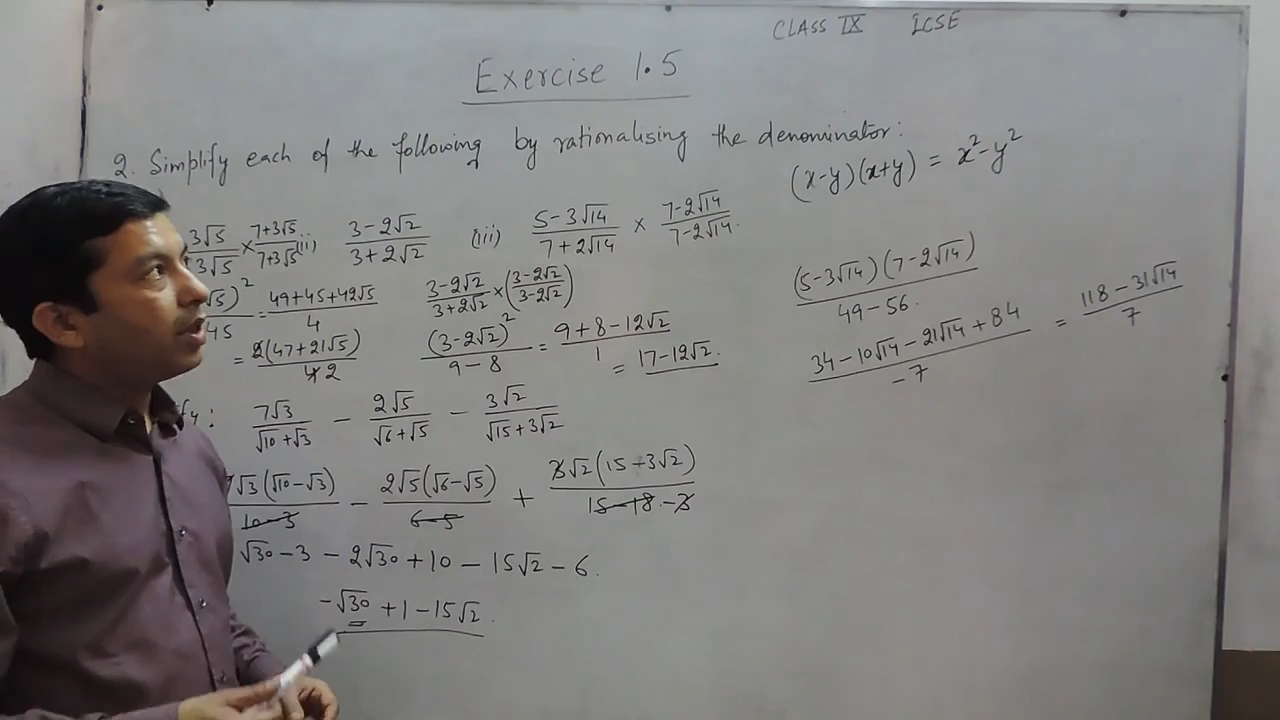 CLASS IX ICSE
Exercise 1.5
2. Simplify each of the following by rationalising the denominator:
(x-y)(x+y) = x²-y²
3√5/3√5 × 7+3√5/7+3√5 (ii) 3-2√2/3+2√2 (iii) 5-3√14/7+2√14 × 7-2√14/7-2√14.
√5)²/45 = 49+45+42√5/4
= 2(47+21√5)/4 2
3-2√2/3+2√2 × (3-2√2/3-2√2)
(3-2√2)²/9-8 = 9+8-12√2/1
= 17-12√2.
(5-3√14)(7-2√14)/49-56.
34-10√14-21√14+84/-7 = 118-31√14/7
fy: 7√3/√10+√3 - 2√5/√6+√5 - 3√2/√15+3√2
7√3(√10-√3)/10-3 - 2√5(√6-√5)/6-5 + 3√2(15-3√2)/15-18-3
√30-3-2√30+10-15√2-6.
-√30+1-15√2.